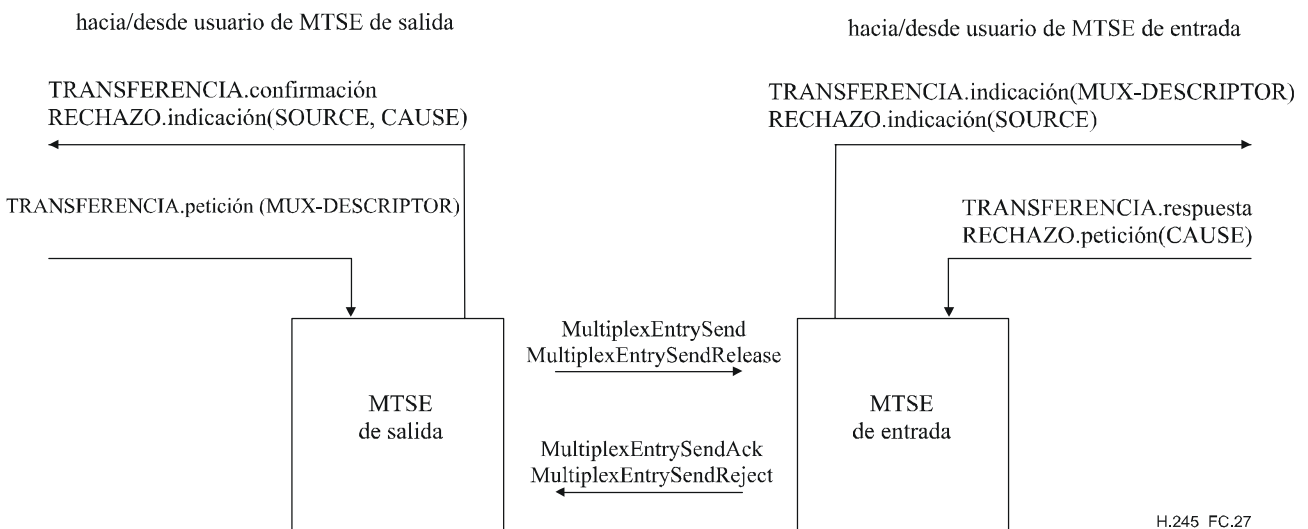 hacia/desde usuario de MTSE de salida
hacia/desde usuario de MTSE de entrada
TRANSFERENCIA.confirmación
RECHAZO.indicación(SOURCE, CAUSE)
TRANSFERENCIA.indicación(MUX-DESCRIPTOR)
RECHAZO.indicación(SOURCE)
TRANSFERENCIA.petición (MUX-DESCRIPTOR)
TRANSFERENCIA.respuesta
RECHAZO.petición(CAUSE)
MultiplexEntrySend
MultiplexEntrySendRelease
MTSE
de salida
MTSE
de entrada
MultiplexEntrySendAck
MultiplexEntrySendReject
H.245_FC.27